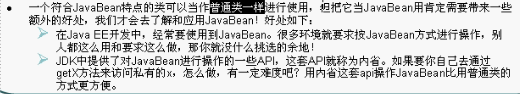 一个符合JavaBean特点的类可以当作普通类一样进行使用，但把它当JavaBean用肯定需要带来一些
额外的好处，我们才会去了解和应用JavaBean！好处如下：
在Java EE开发中，经常要使用到JavaBean。很多环境就要求按JavaBean方式进行操作，别
人都这么用和要求这么做，那你就没什么挑选的余地！
JDK中提供了对JavaBean进行操作的一些API，这套API就称为内省。如果要你自己去通过
getX方法来访问私有的x，怎么做，有一定难度吧？用内省这套api操作JavaBean比用普通类的
方式更方便。